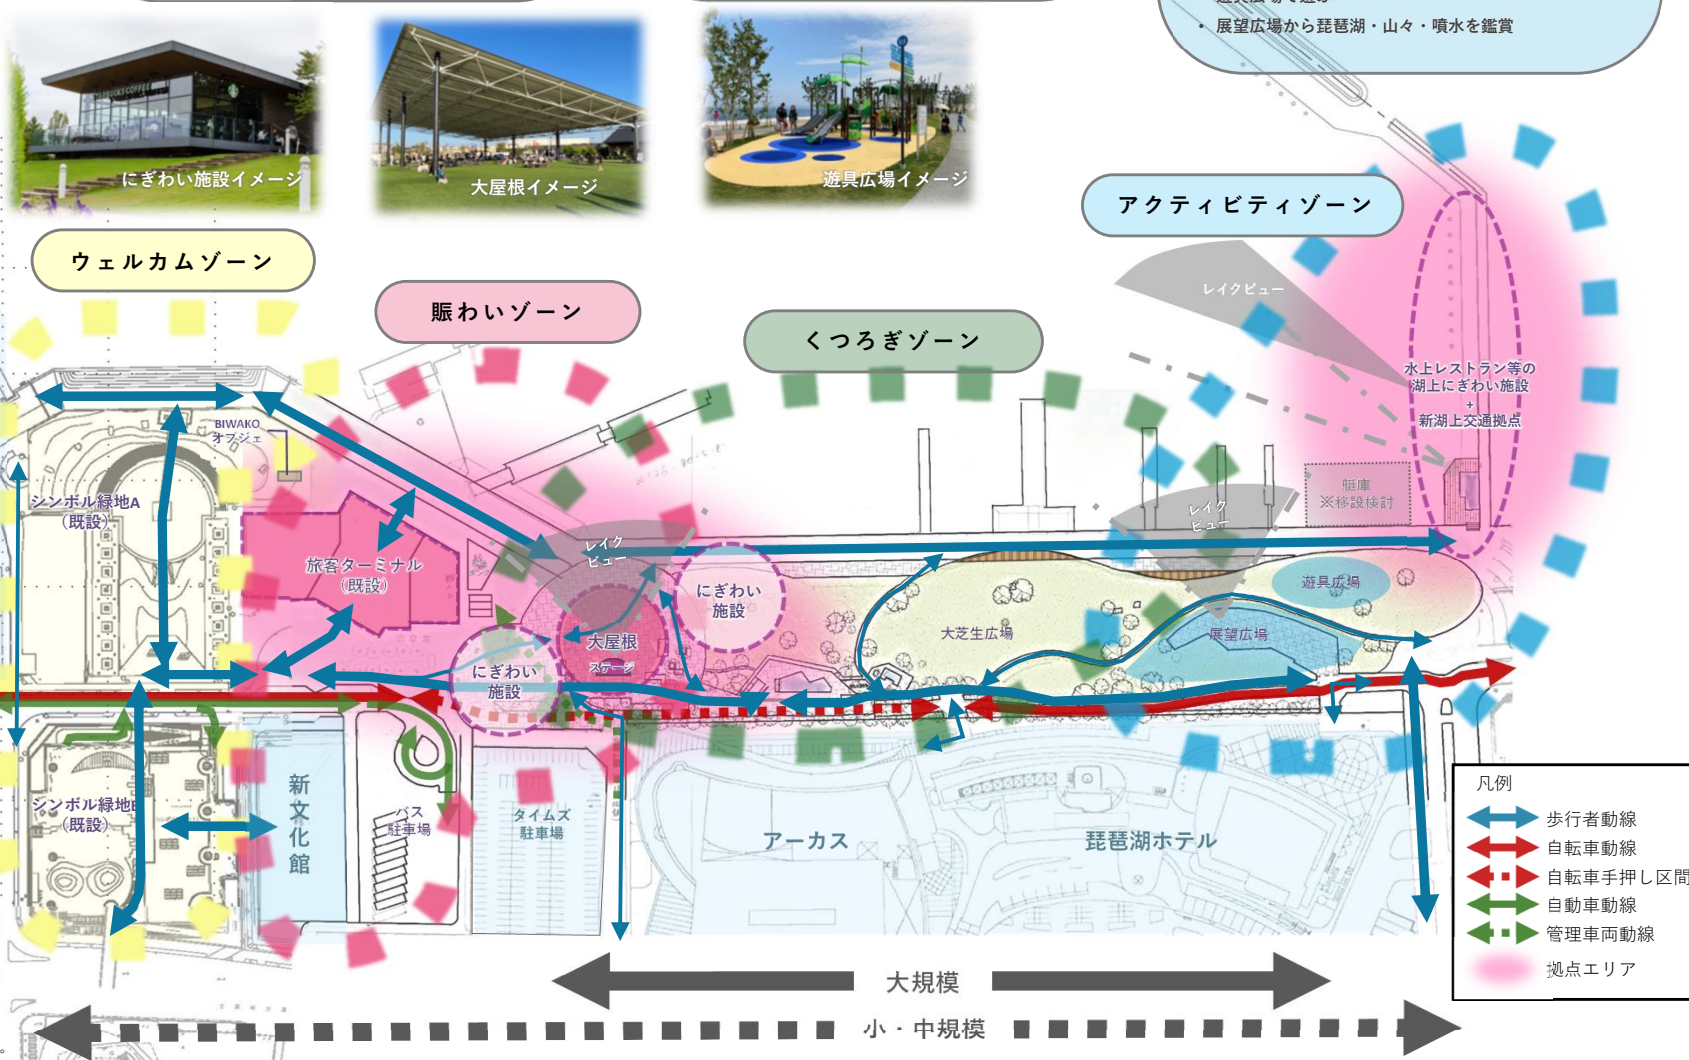 ・ 展望広場から琵琶湖・山々・噴水を鑑賞
STARBUCKS COFFEE
にぎわい施設イメージ
大屋根イメージ
遊具広場イメージ
アクティビティゾーン
ウェルカムゾーン
賑わいゾーン
くつろぎゾーン
レイクビュー
水上レストラン等の
湖上にぎわい施設
+
新湖上交通拠点
BIWAKO
オブジェ
シンボル緑地A
(既設)
艇庫
※移設検討
レイク
ビュー
レイク
ビュー
旅客ターミナル
(既設)
にぎわい
施設
遊具広場
大芝生広場
展望広場
大屋根
ステージ
にぎわい
施設
シンボル緑地B
(既設)
新文化館
バス
駐車場
タイムズ
駐車場
アーカス
琵琶湖ホテル
凡例
歩行者動線
自転車動線
自転車手押し区間
自動車動線
管理車両動線
拠点エリア
大規模
小・中規模